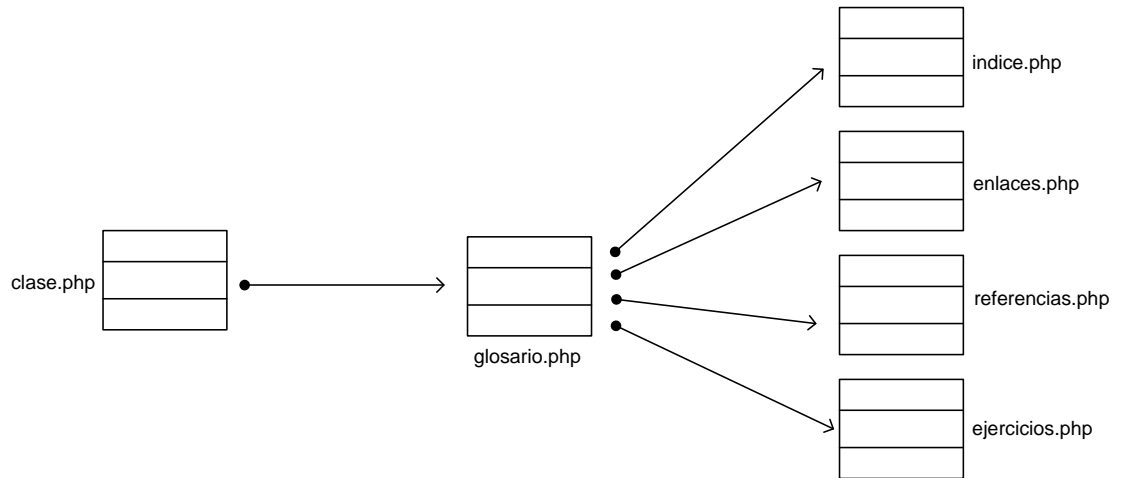 clase.php
glosario.php
indice.php
enlaces.php
referencias.php
ejercicios.php